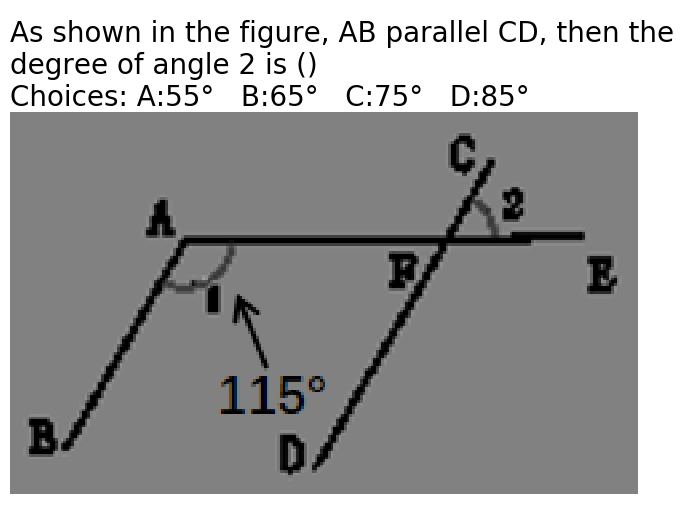 As shown in the figure, AB parallel CD, then the
degree of angle 2 is ()
Choices: A:55° B:65° C:75° D:85°
C
A
2
F
E
1
115°
B
D